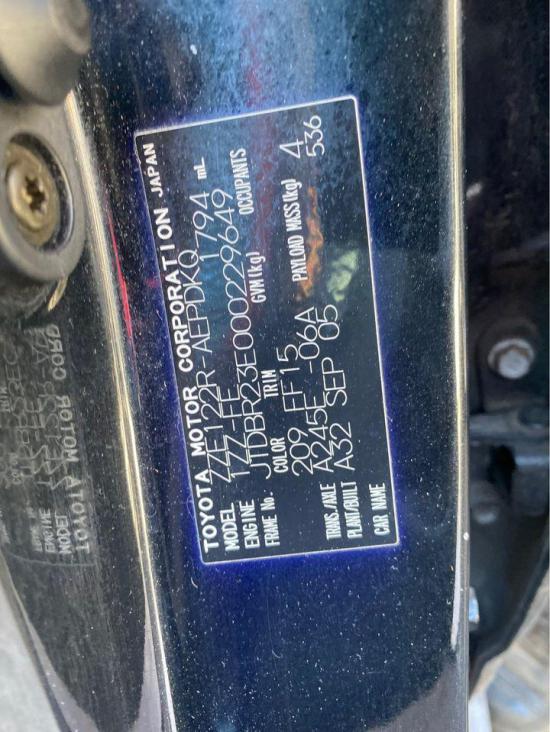 TOYOTA MOTOR CORPORATION JAPAN
MODEL ZZE122R-AEPDKQ
ENGINE 1ZZ-FE 1794 mL
FRAME No. JTDBR23E000229649
COLOR TRIM GVM(kg) OCCUPANTS
209 EF15 4
TRANS/AXLE A245E -06A PAYLOAD MASS(kg) 536
PLANT/BUILT A32 SEP 05
CAR NAME